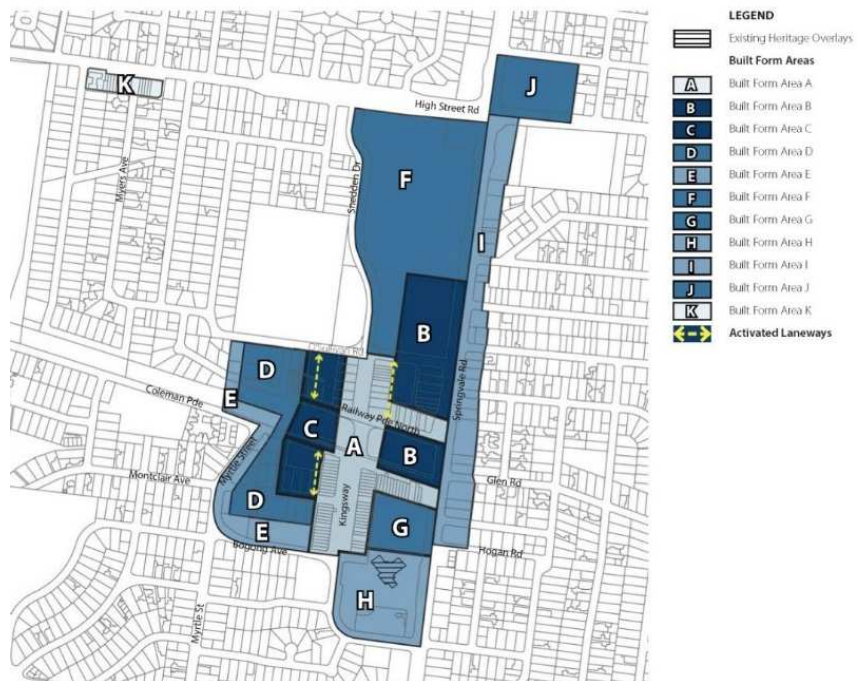 LEGEND
Existing Heritage Overlays
Built Form Areas
A Built Form Area A
B Built Form Area B
C Built Form Area C
D Built Form Area D
E Built Form Area E
F Built Form Area F
G Built Form Area G
H Built Form Area H
I Built Form Area I
J Built Form Area J
K Built Form Area K
Activated Laneways
K
J
High Street Rd
Myers Ave
Shedden Dr
F
I
B
D
Coleman Pde
E
Railway Pde North
Springvale Rd
C
A
B
Myrtle Street
Montclair Ave
Glen Rd
D
Kingsway
G
E
Bogong Ave
Hogan Rd
H
Myrtle St